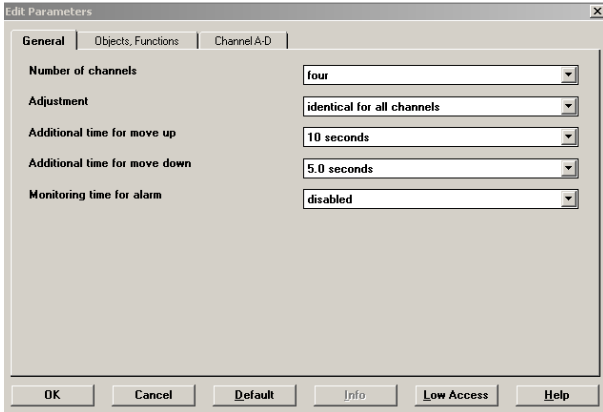 Edit Parameters
General
Objects, Functions
Channel A-D
Number of channels
four
Adjustment
identical for all channels
Additional time for move up
10 seconds
Additional time for move down
5.0 seconds
Monitoring time for alarm
disabled
OK
Cancel
Default
Info
Low Access
Help